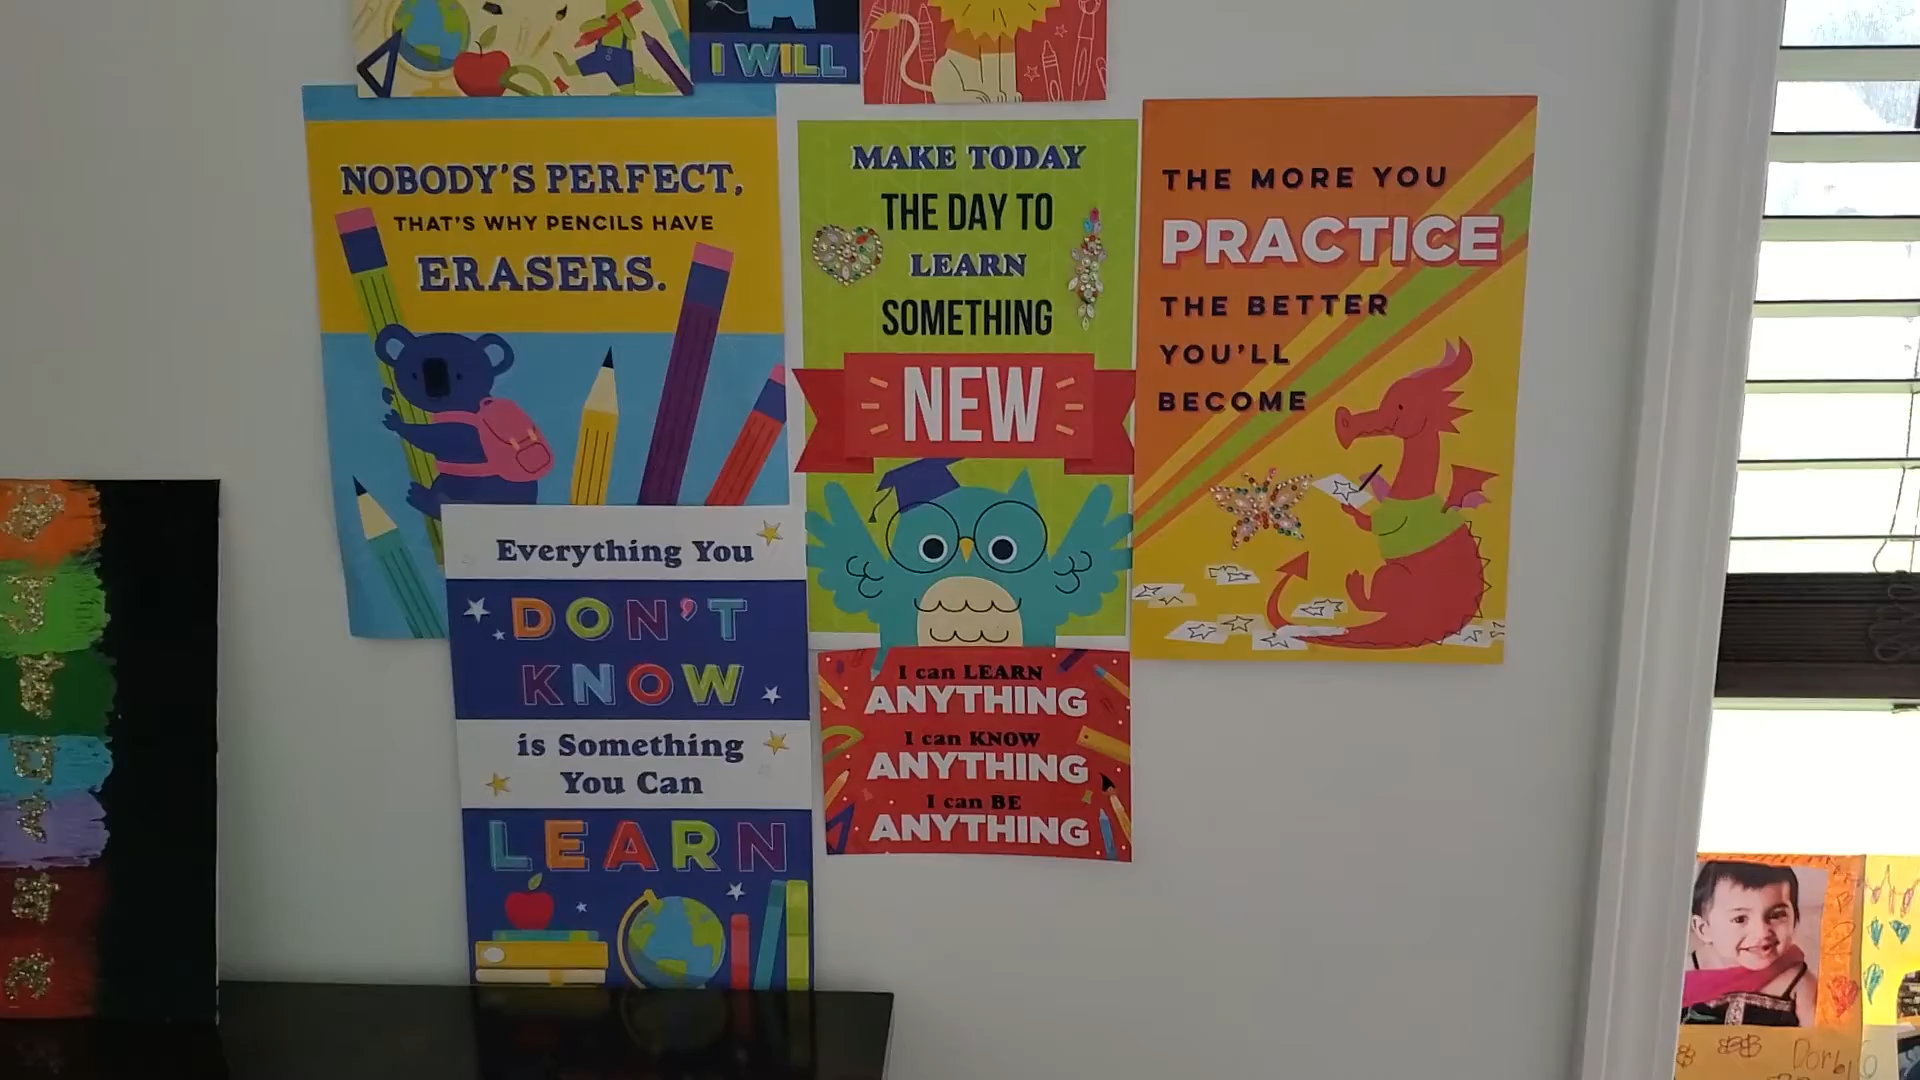 I WILL
NOBODY'S PERFECT,
THAT'S WHY PENCILS HAVE
ERASERS.
MAKE TODAY
THE DAY TO
LEARN
SOMETHING
NEW
THE MORE YOU
PRACTICE
THE BETTER
YOU'LL
BECOME
Everything You
DON'T
KNOW
is Something
You Can
LEARN
I can LEARN
ANYTHING
I can KNOW
ANYTHING
I can BE
ANYTHING